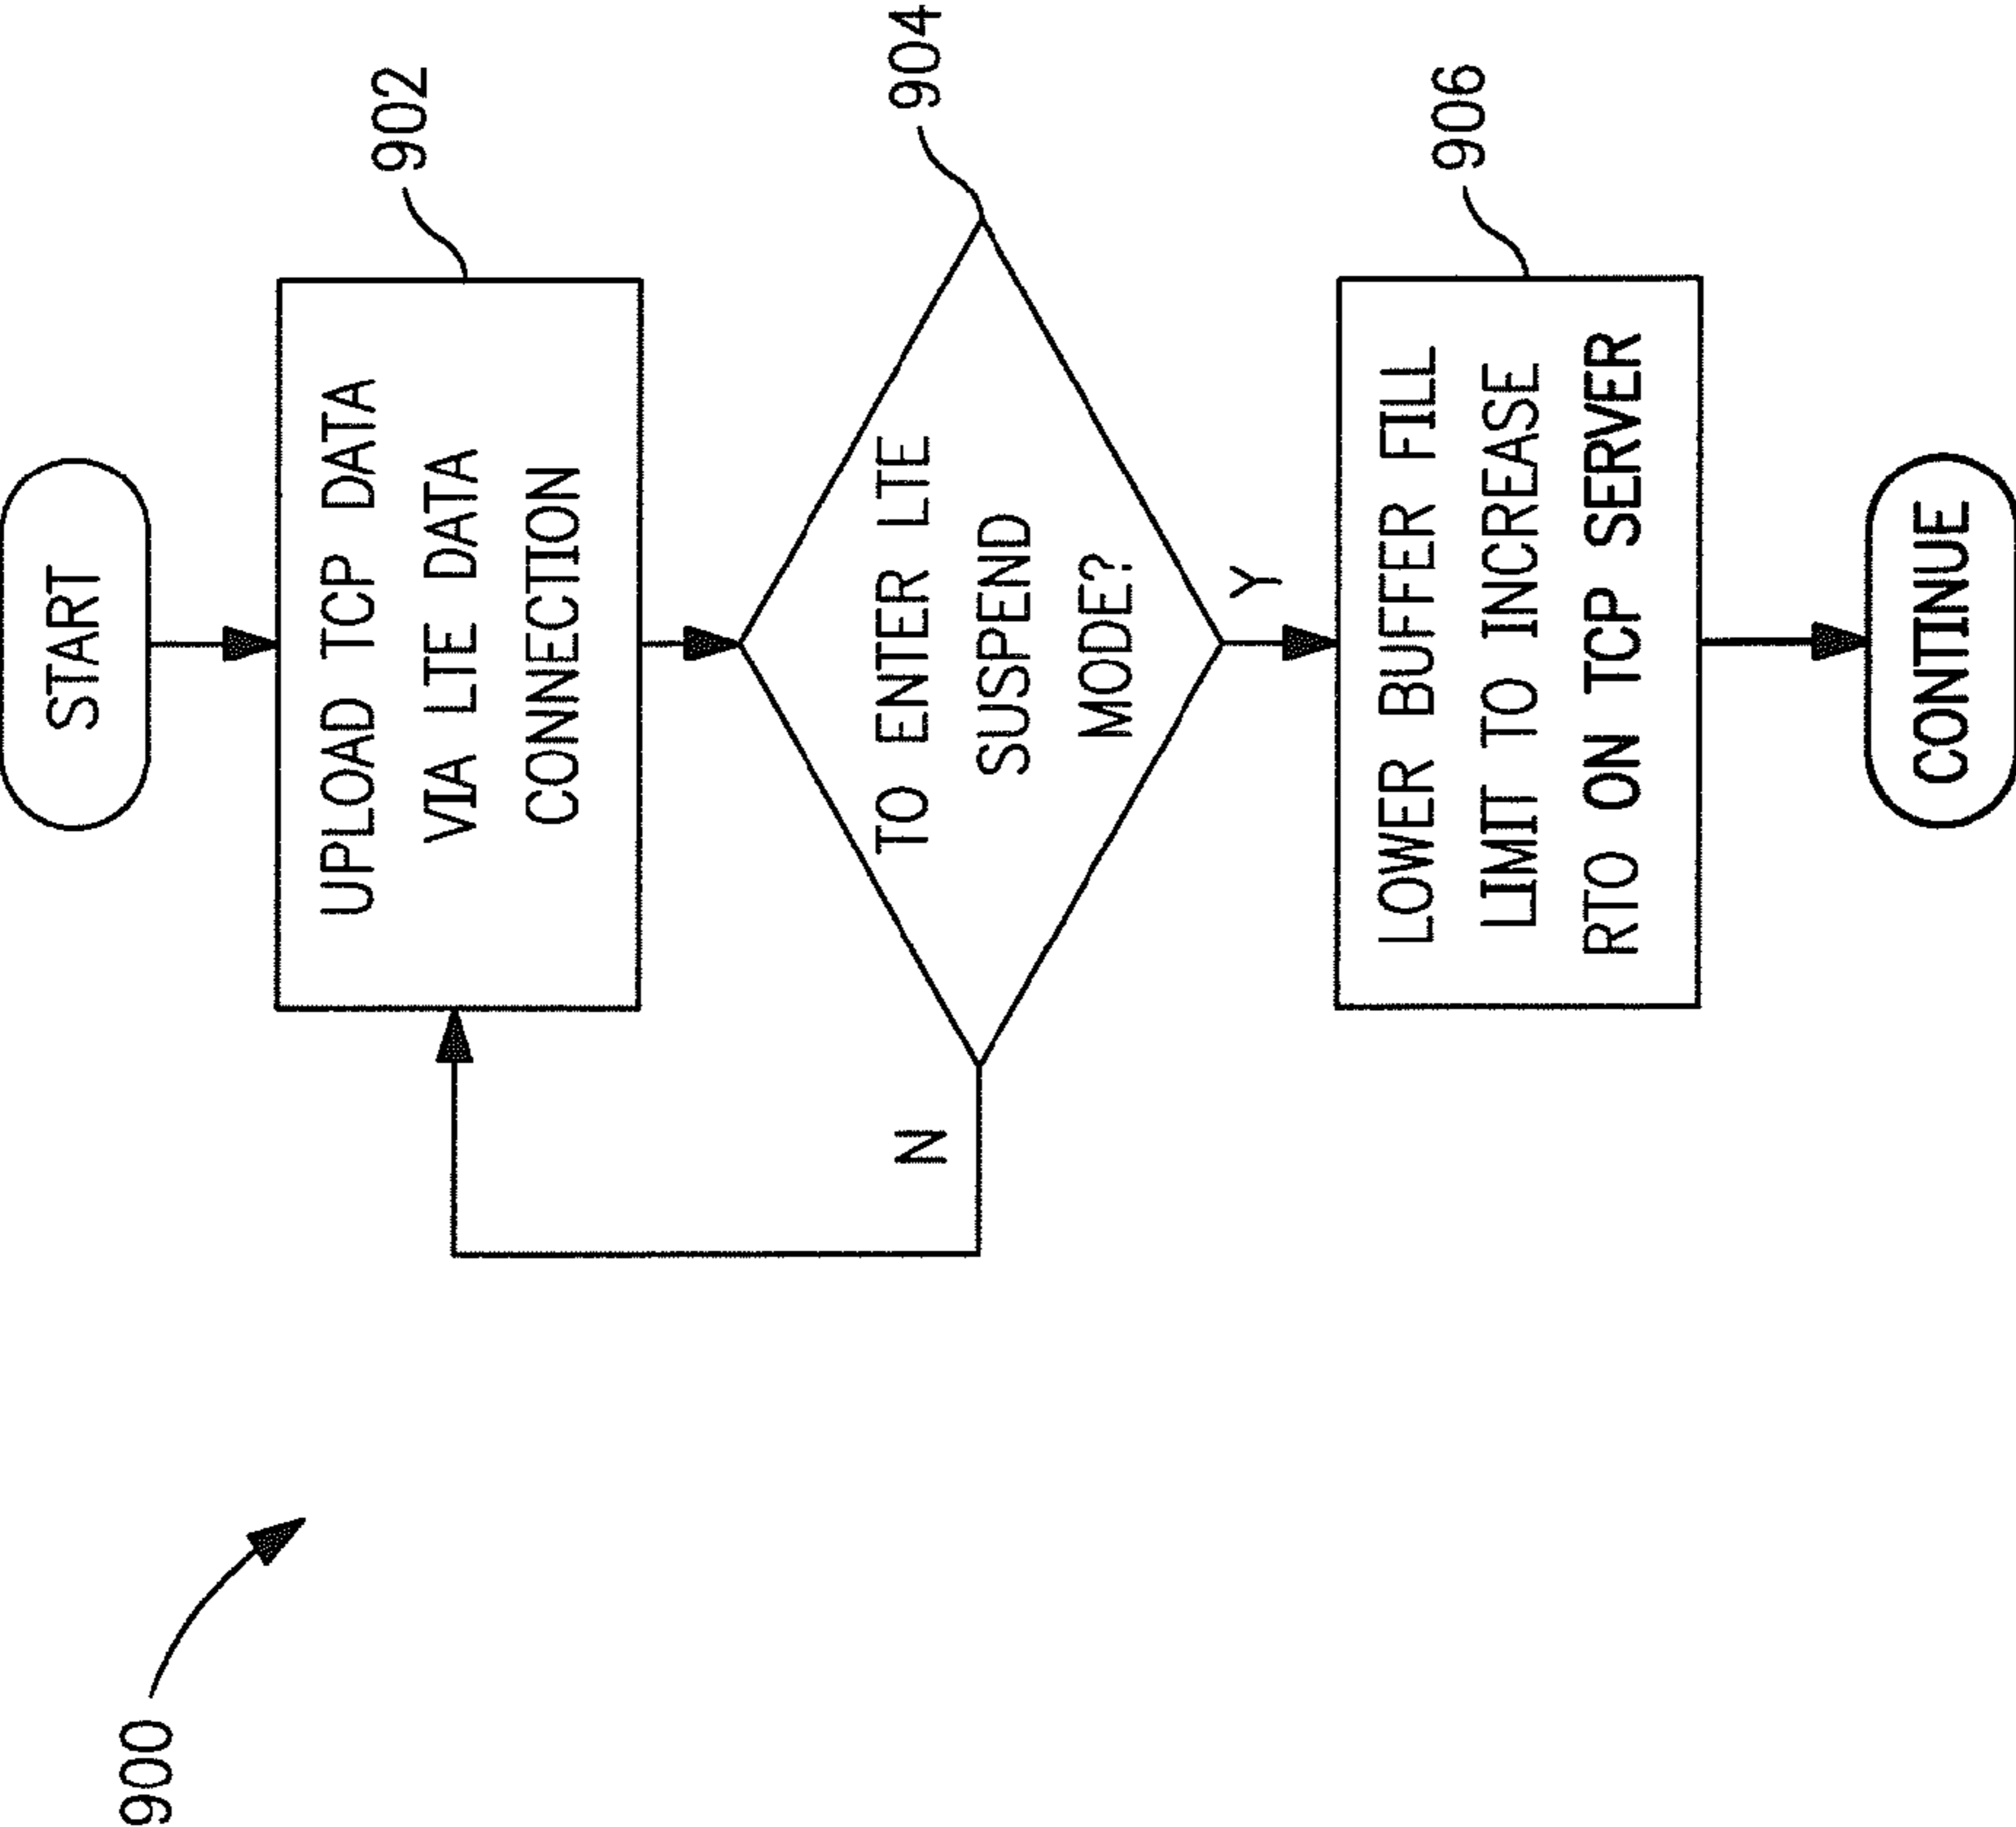 900
START
UPLOAD TCP DATA
VIA LTE DATA
CONNECTION
902
TO ENTER LTE
SUSPEND
MODE?
904
N
Y
LOWER BUFFER FILL
LIMIT TO INCREASE
RTO ON TCP SERVER
906
CONTINUE